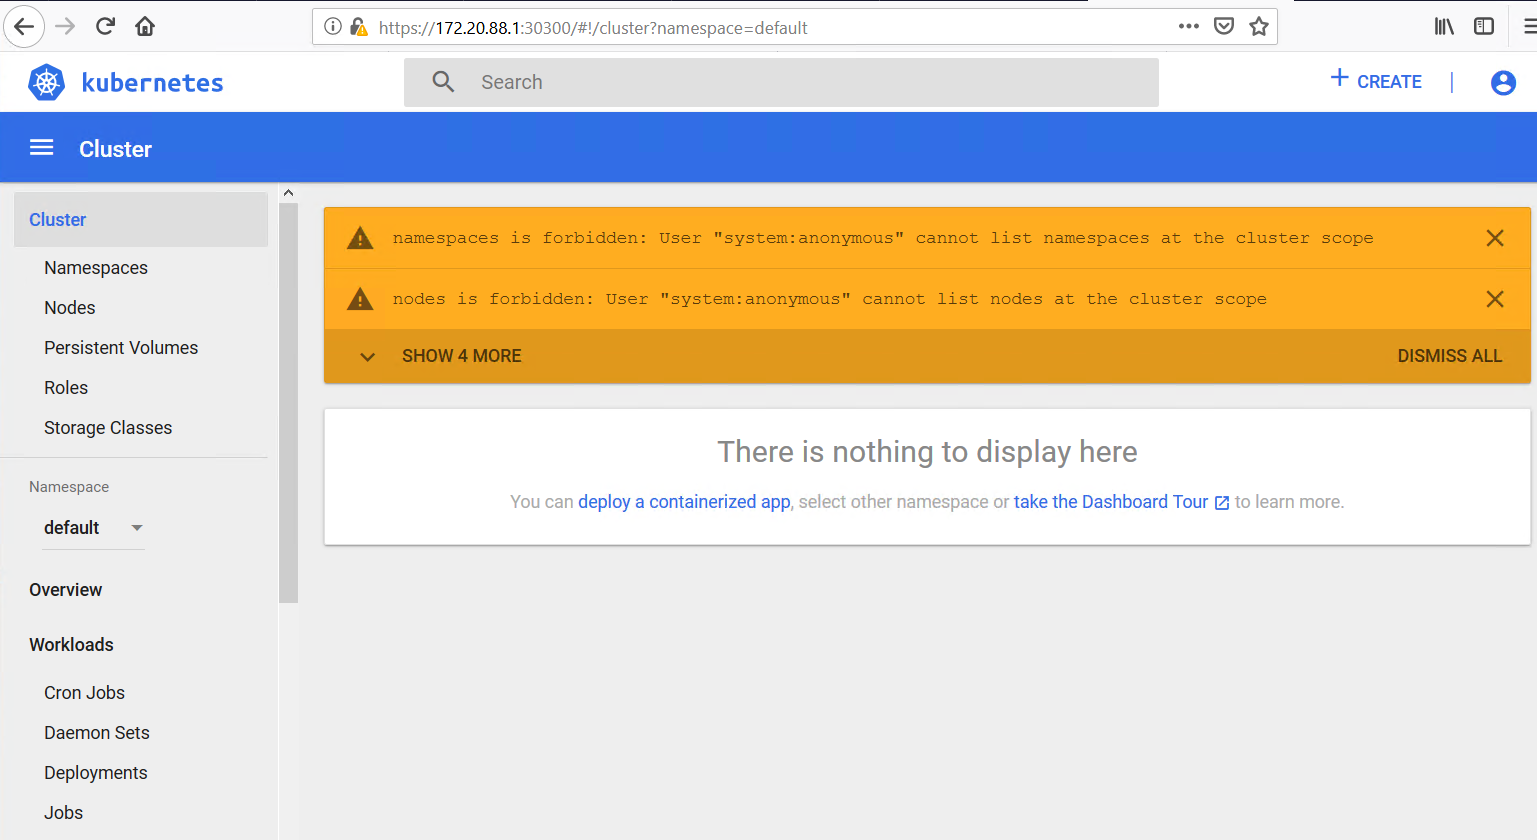 https://172.20.88.1:30300/#!/cluster?namespace=default
kubernetes
Search
+ CREATE
Cluster
Cluster
Namespaces
Nodes
Persistent Volumes
Roles
Storage Classes
Namespace
default
Overview
Workloads
Cron Jobs
Daemon Sets
Deployments
Jobs
namespaces is forbidden: User "system:anonymous" cannot list namespaces at the cluster scope
nodes is forbidden: User "system:anonymous" cannot list nodes at the cluster scope
SHOW 4 MORE
DISMISS ALL
There is nothing to display here
You can deploy a containerized app, select other namespace or take the Dashboard Tour to learn more.